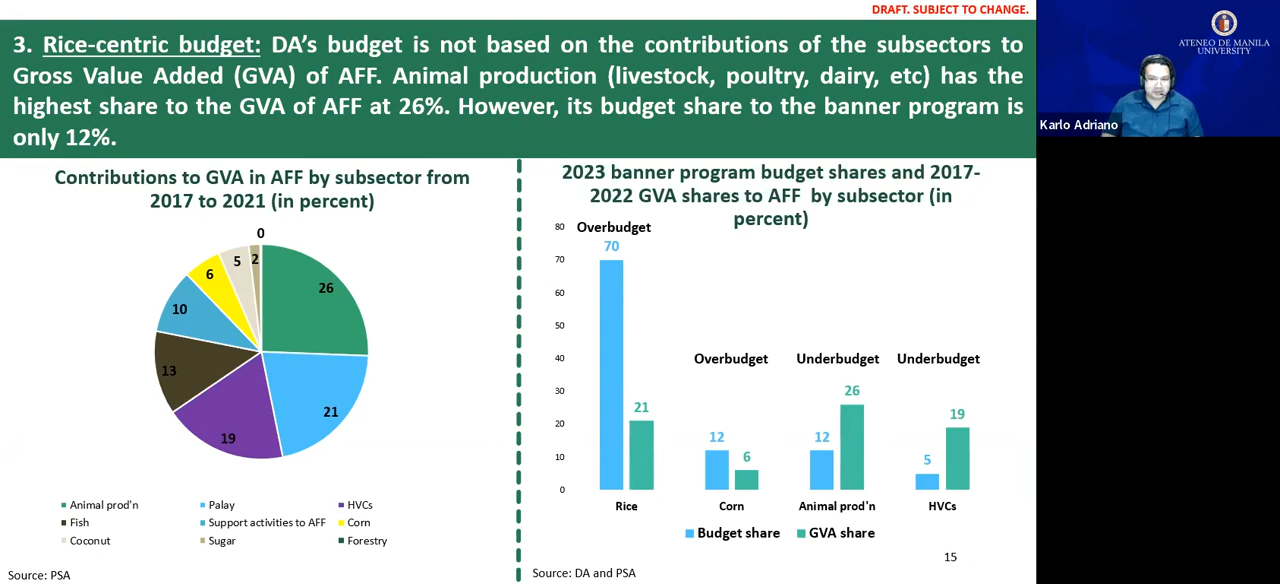 DRAFT. SUBJECT TO CHANGE.
3. Rice-centric budget: DA's budget is not based on the contributions of the subsectors to
Gross Value Added (GVA) of AFF. Animal production (livestock, poultry, dairy, etc) has the
highest share to the GVA of AFF at 26%. However, its budget share to the banner program is
only 12%.
Contributions to GVA in AFF by subsector from
2017 to 2021 (in percent)
0
2
5
6
10
13
19
21
26
Animal prod'n
Palay
HVCs
Fish
Support activities to AFF
Corn
Coconut
Sugar
Forestry
Source: PSA
2023 banner program budget shares and 2017-
2022 GVA shares to AFF by subsector (in
percent)
80
70
60
50
40
30
20
10
0
Overbudget
70
21
Overbudget
12
6
Underbudget
12
26
Underbudget
5
19
Rice
Corn
Animal prod'n
HVCs
Budget share
GVA share
15
Source: DA and PSA
ATENEO DE MANILA
UNIVERSITY
Karlo Adriano